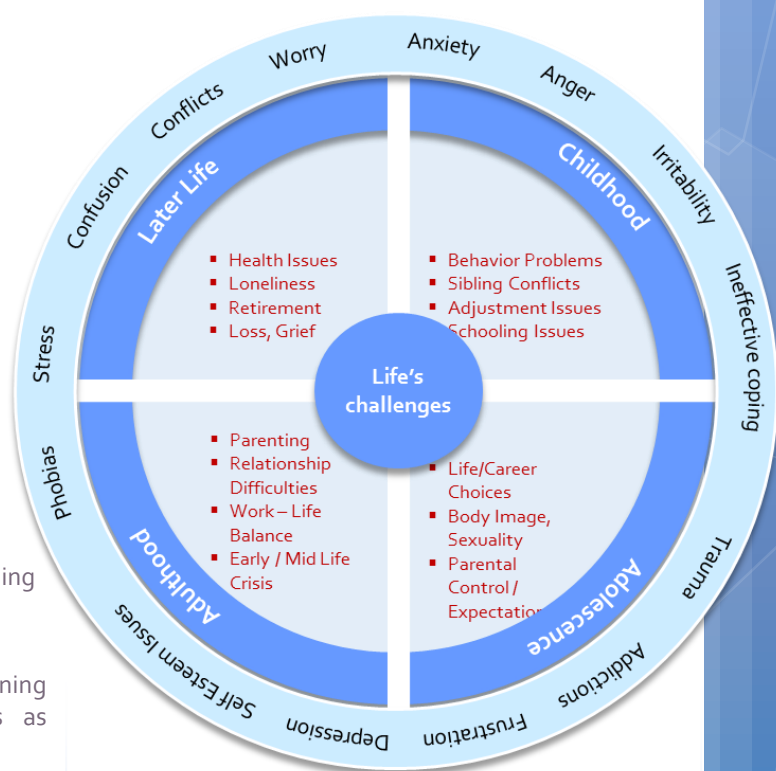 Worry
Anxiety
Anger
Irritability
Ineffective coping
Trauma
Addictions
Frustration
Depression
Self Esteem Issues
Phobias
Stress
Confusion
Conflicts
Later Life
▪ Health Issues
▪ Loneliness
▪ Retirement
▪ Loss, Grief
Childhood
▪ Behavior Problems
▪ Sibling Conflicts
▪ Adjustment Issues
▪ Schooling Issues
Life's
challenges
▪ Parenting
▪ Relationship
Difficulties
▪ Work – Life
Balance
▪ Early / Mid Life
Crisis
Adulthood
▪ Life/Career
Choices
▪ Body Image,
Sexuality
▪ Parental
Control /
Adolescence
as